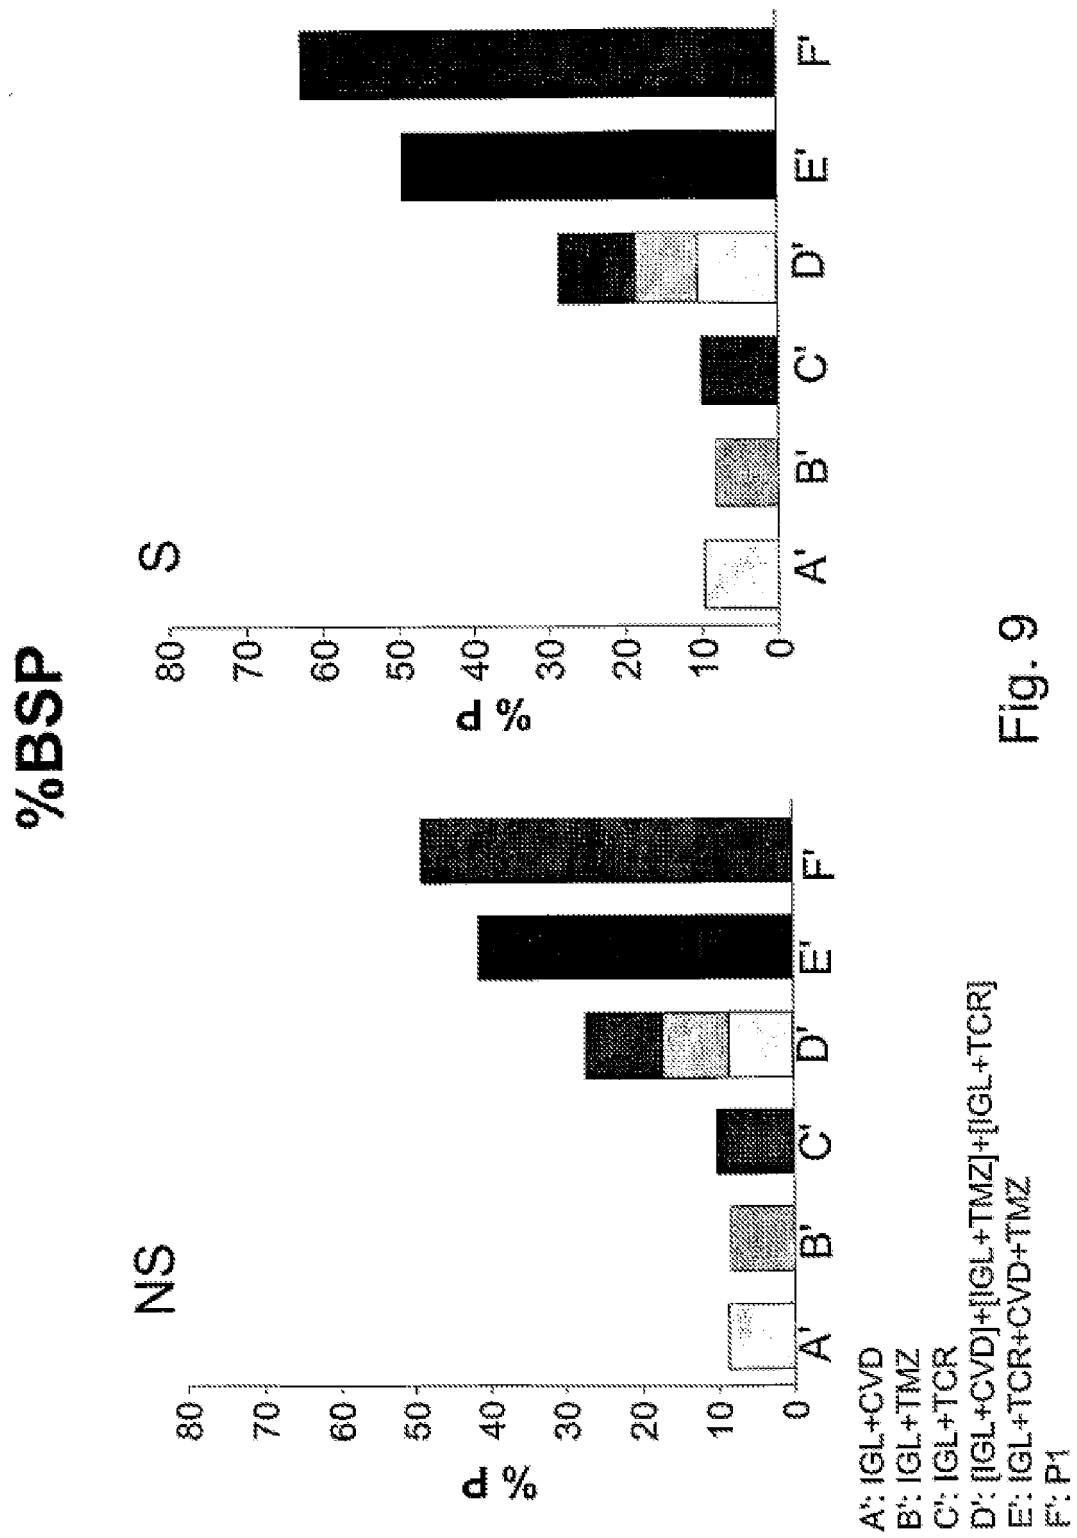 %BSP
NS
80
70
60
50
40
30
20
10
0
% P
A' B' C' D' E' F'
S
80
70
60
50
40
30
20
10
0
% P
A' B' C' D' E' F'
A': IGL+CVD
B': IGL+TMZ
C': IGL+TCR
D': [IGL+CVD]+[IGL+TMZ]+[IGL+TCR]
E': IGL+TCR+CVD+TMZ
F': P1
Fig. 9